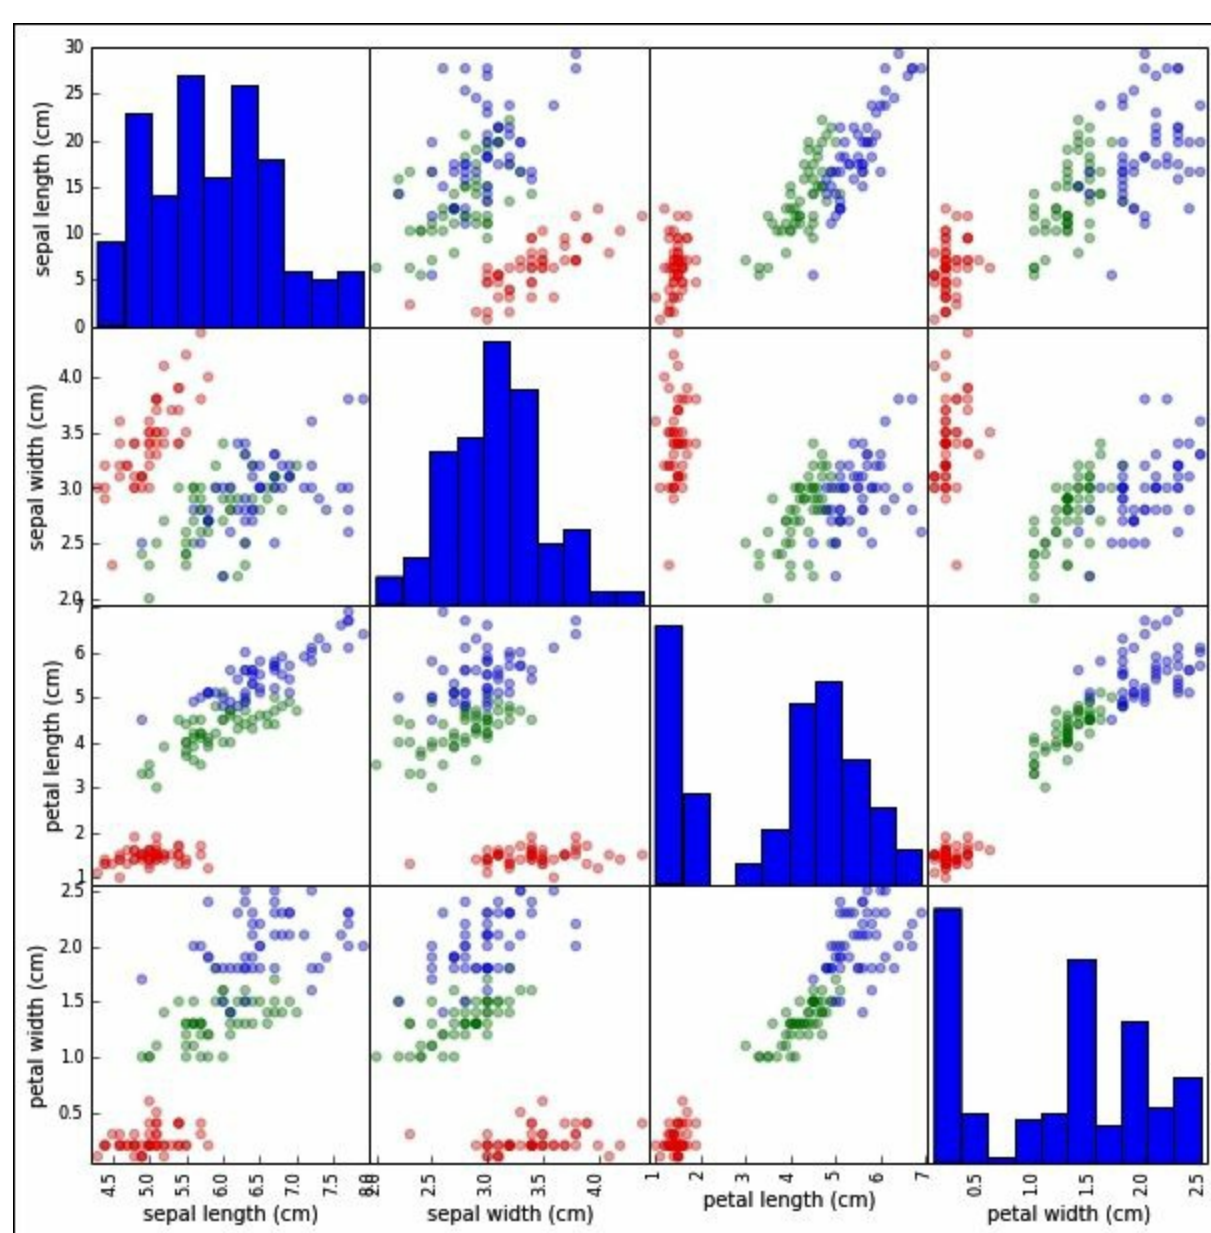 30
25
20
15
10
5
0
sepal length (cm)
4.0
3.5
3.0
2.5
2.0
sepal width (cm)
7
6
5
4
3
2
1
petal length (cm)
2.5
2.0
1.5
1.0
0.5
petal width (cm)
4.5 5.0 5.5 6.0 6.5 7.0 7.5 8.0
sepal length (cm)
2.0 2.5 3.0 3.5 4.0
sepal width (cm)
1 2 3 4 5 6 7
petal length (cm)
0.5 1.0 1.5 2.0 2.5
petal width (cm)